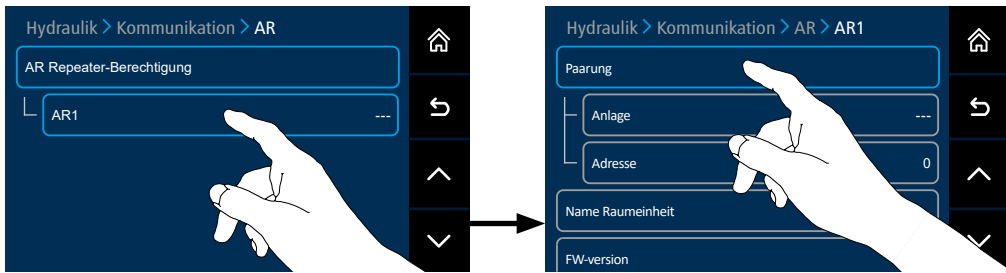 Hydraulik > Kommunikation > AR
AR Repeater-Berechtigung
AR1 ---
Hydraulik > Kommunikation > AR > AR1
Paarung
Anlage ---
Adresse 0
Name Raumeinheit
FW-version